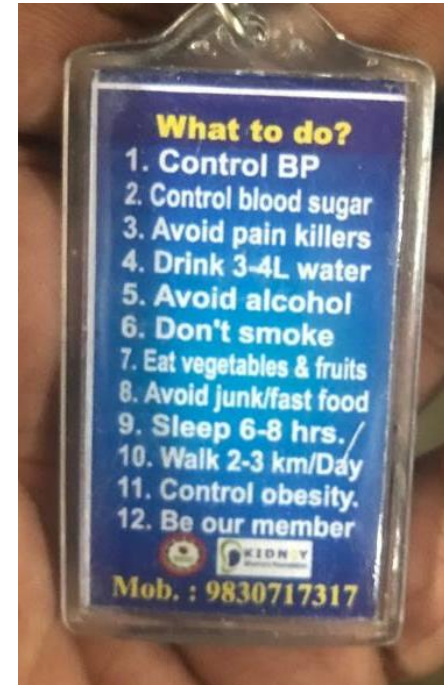 What to do?
1. Control BP
2. Control blood sugar
3. Avoid pain killers
4. Drink 3-4L water
5. Avoid alcohol
6. Don't smoke
7. Eat vegetables & fruits
8. Avoid junk/fast food
9. Sleep 6-8 hrs.
10. Walk 2-3 km/Day
11. Control obesity.
12. Be our member
KIDNEY
Mob. : 9830717317